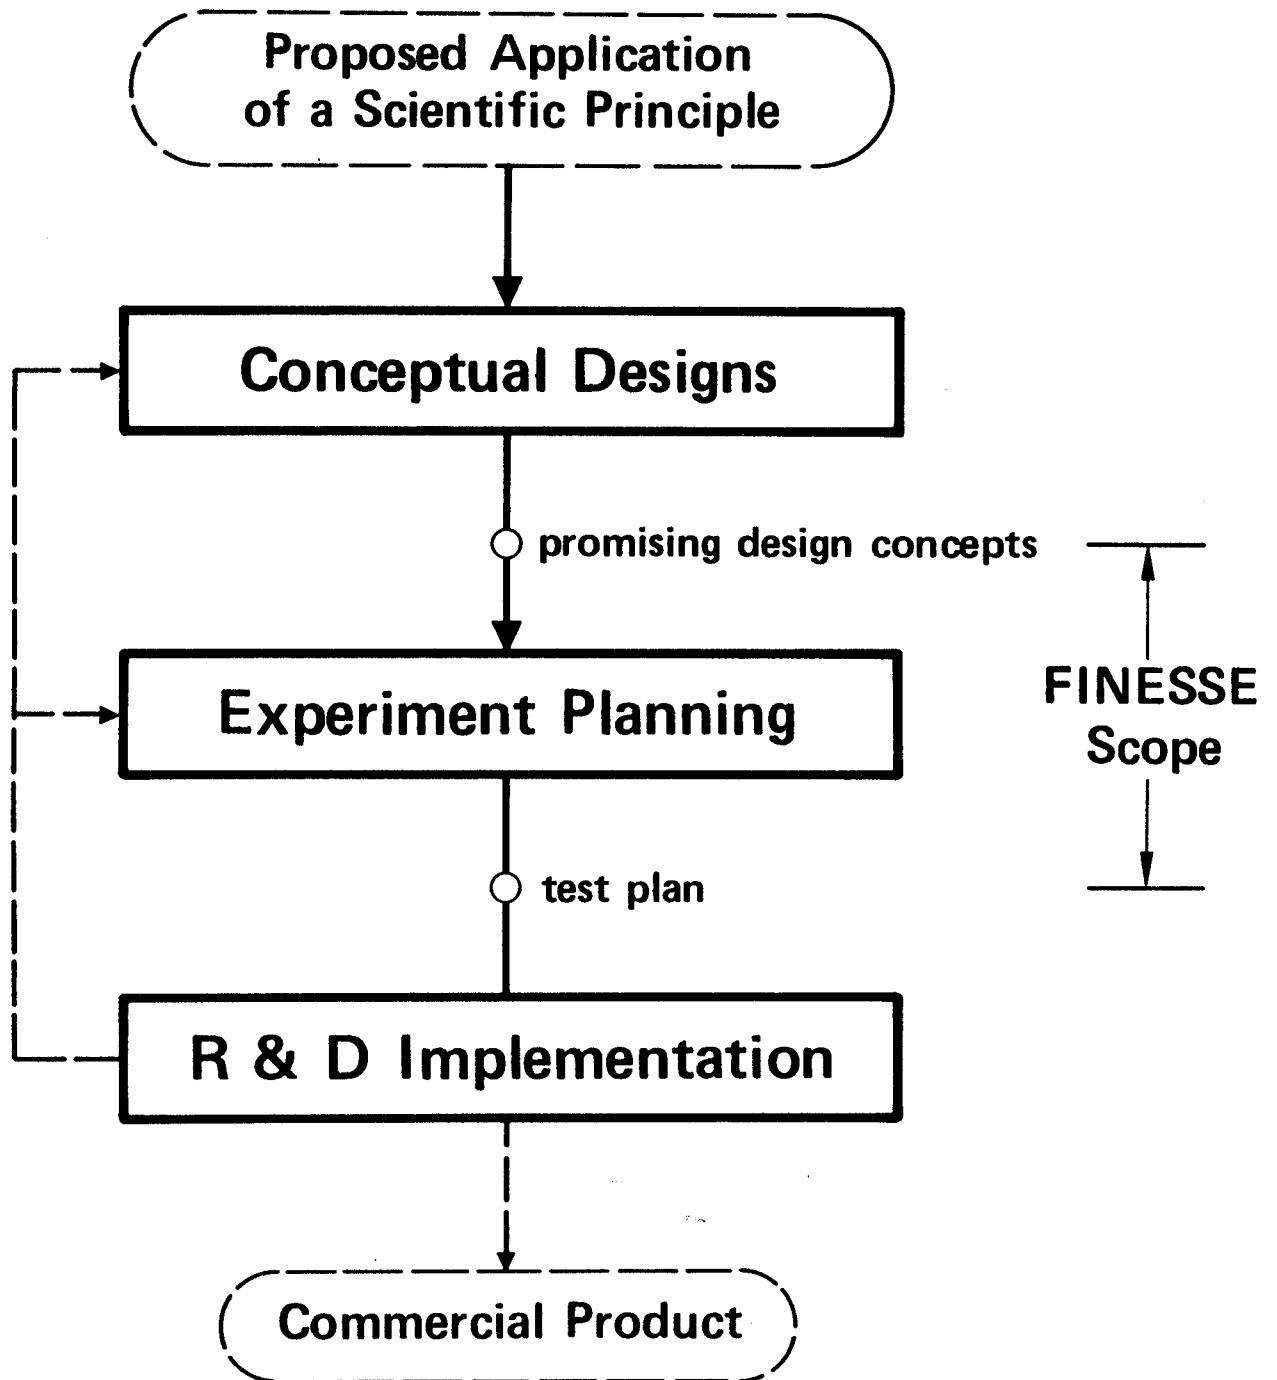 Proposed Application
of a Scientific Principle
Conceptual Designs
promising design concepts
FINESSE
Scope
Experiment Planning
test plan
R & D Implementation
Commercial Product